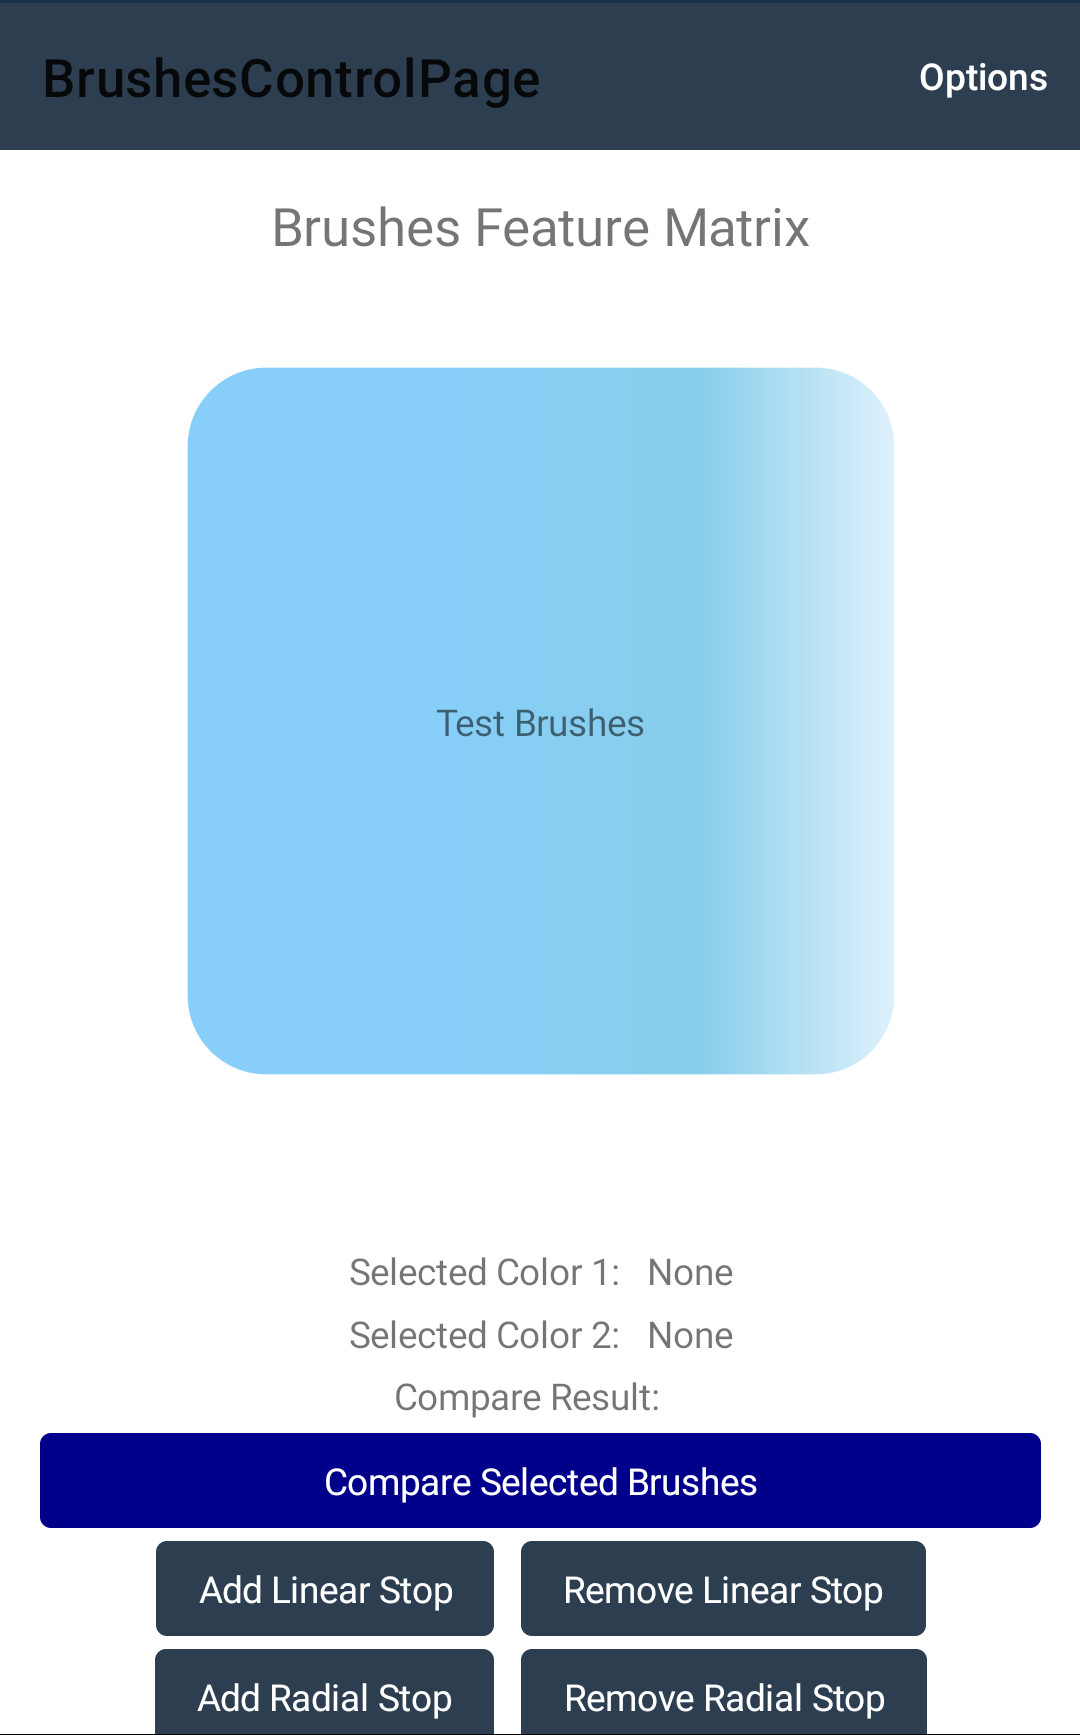 BrushesControlPage
Options
Brushes Feature Matrix
Test Brushes
Selected Color 1: None
Selected Color 2: None
Compare Result:
Compare Selected Brushes
Add Linear Stop
Remove Linear Stop
Add Radial Stop
Remove Radial Stop